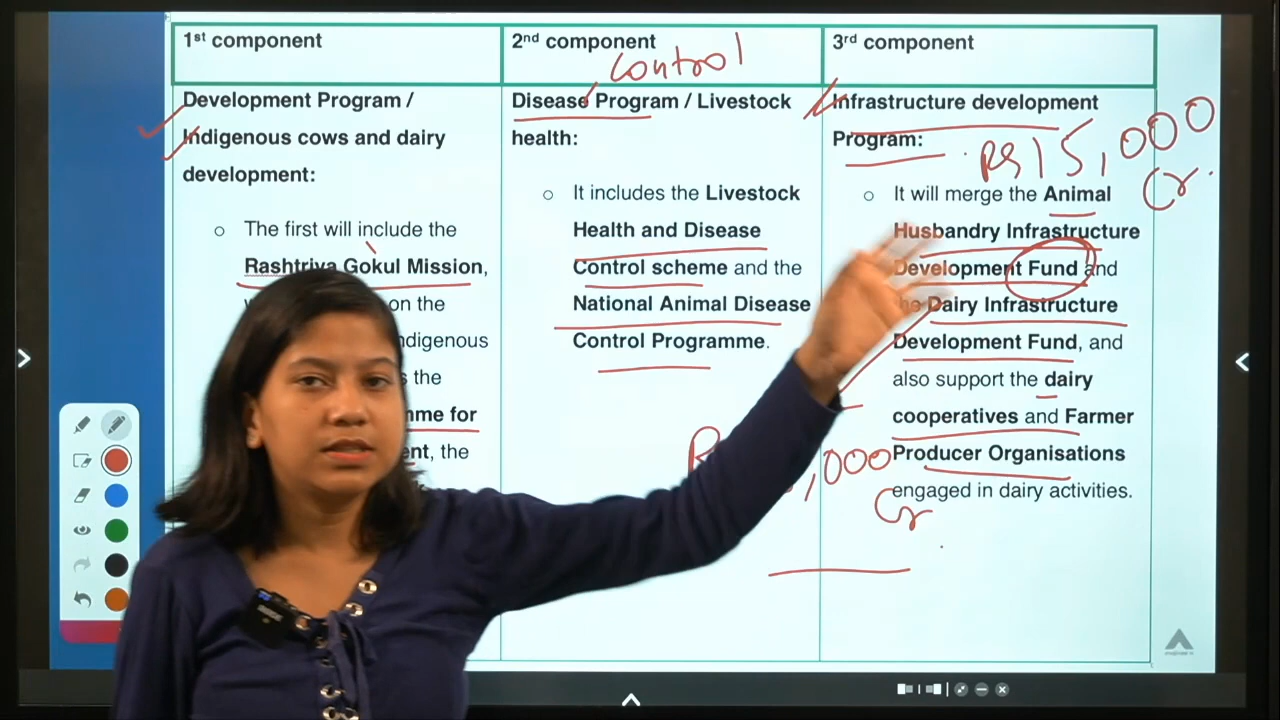 1st component
Development Program /
Indigenous cows and dairy
development:
○ The first will include the
Rashtriya Gokul Mission,
on the
indigenous
the
for
the
2nd component
control
Disease Program / Livestock
health:
○ It includes the Livestock
Health and Disease
Control scheme and the
National Animal Disease
Control Programme.
,000
Cr
3rd component
Infrastructure development
Program:
Rs 15,000
Cr.
○ It will merge the Animal
Husbandry Infrastructure
Development Fund and
Dairy Infrastructure
Development Fund, and
also support the dairy
cooperatives and Farmer
Producer Organisations
engaged in dairy activities.